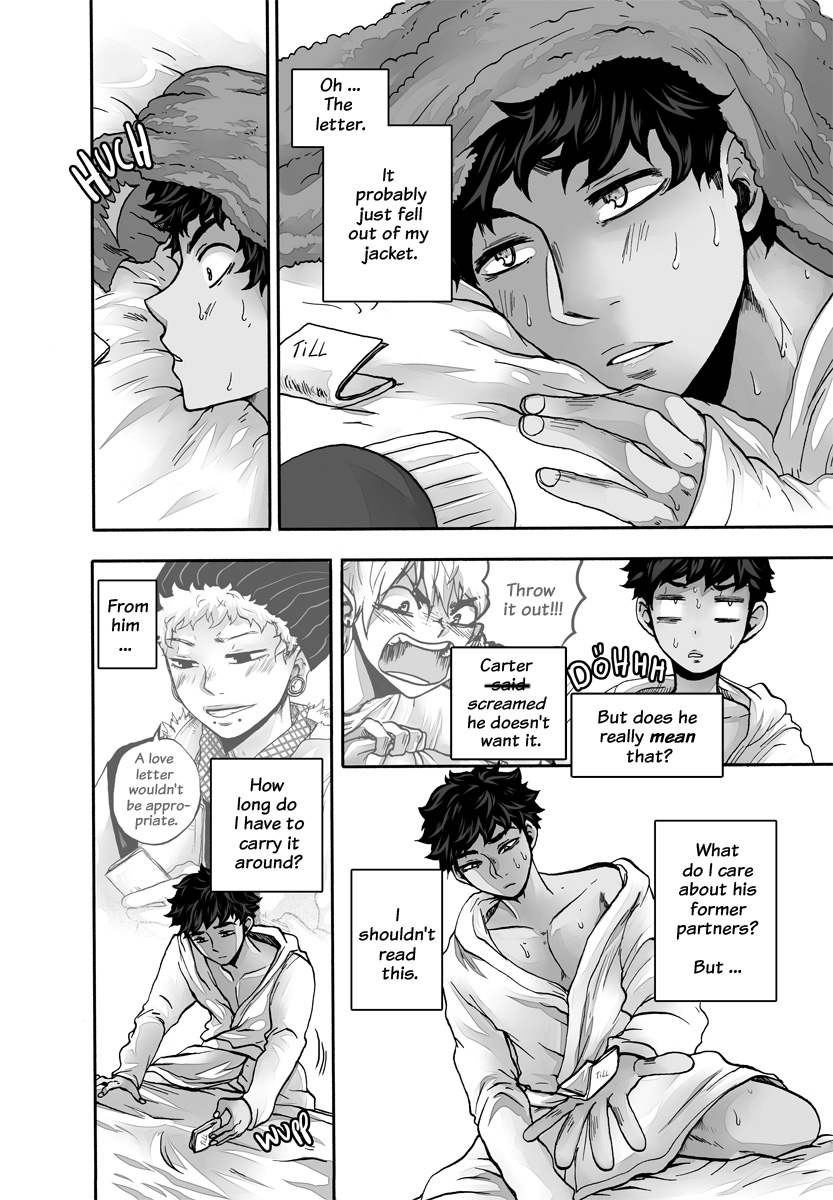 HUCH
Oh ...
The
letter.
It
probably
just fell
out of my
jacket.
TiLL
From
him
...
A love
letter
wouldn't
be appro-
priate.
How
long do
I have to
carry it
around?
TiLL
WUPP
Throw
it out!!!
Carter
said
screamed
he doesn't
want it.
DÖHHH
But does he
really mean
that?
I
shouldn't
read
this.
What
do I care
about his
former
partners?
But ...
TiLL